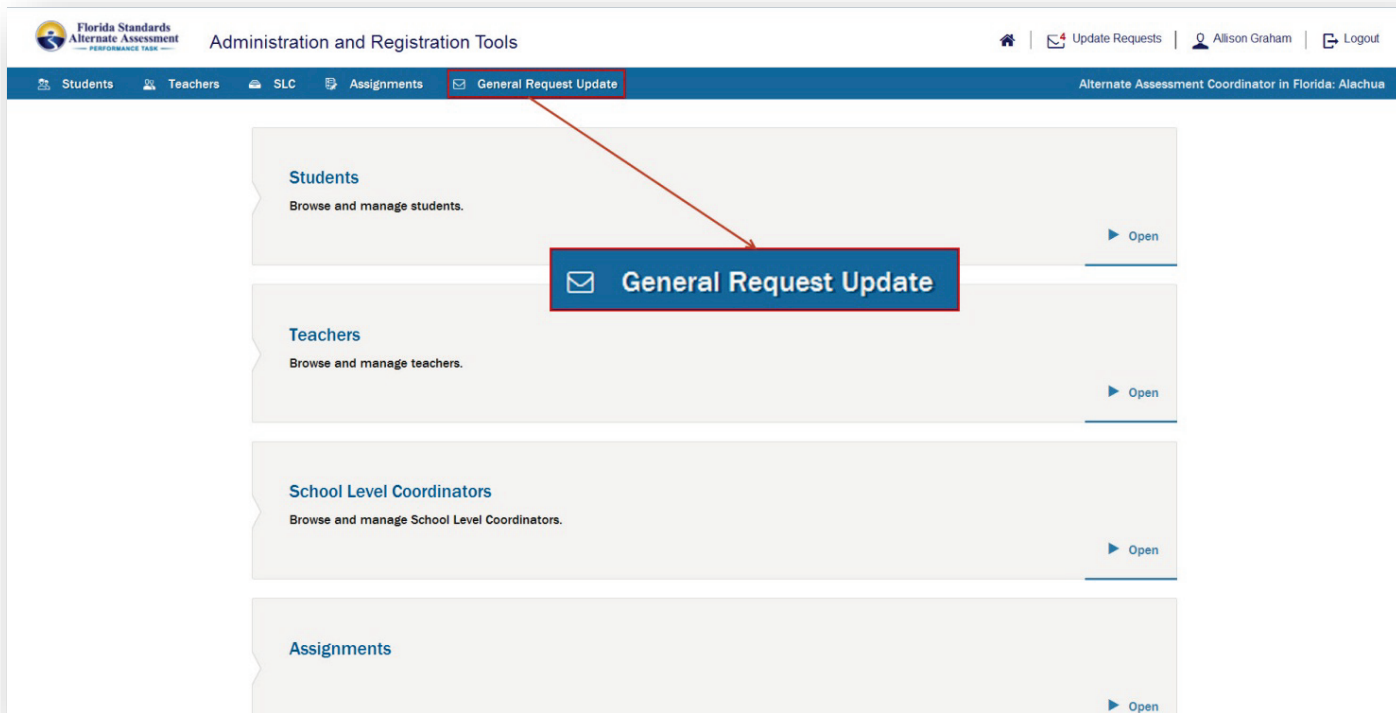 Florida Standards
Alternate Assessment
PERFORMANCE TASK
Administration and Registration Tools
4 Update Requests
Allison Graham
Logout
Students
Teachers
SLC
Assignments
General Request Update
Alternate Assessment Coordinator in Florida: Alachua
Students
Browse and manage students.
Open
General Request Update
Teachers
Browse and manage teachers.
Open
School Level Coordinators
Browse and manage School Level Coordinators.
Open
Assignments
Open